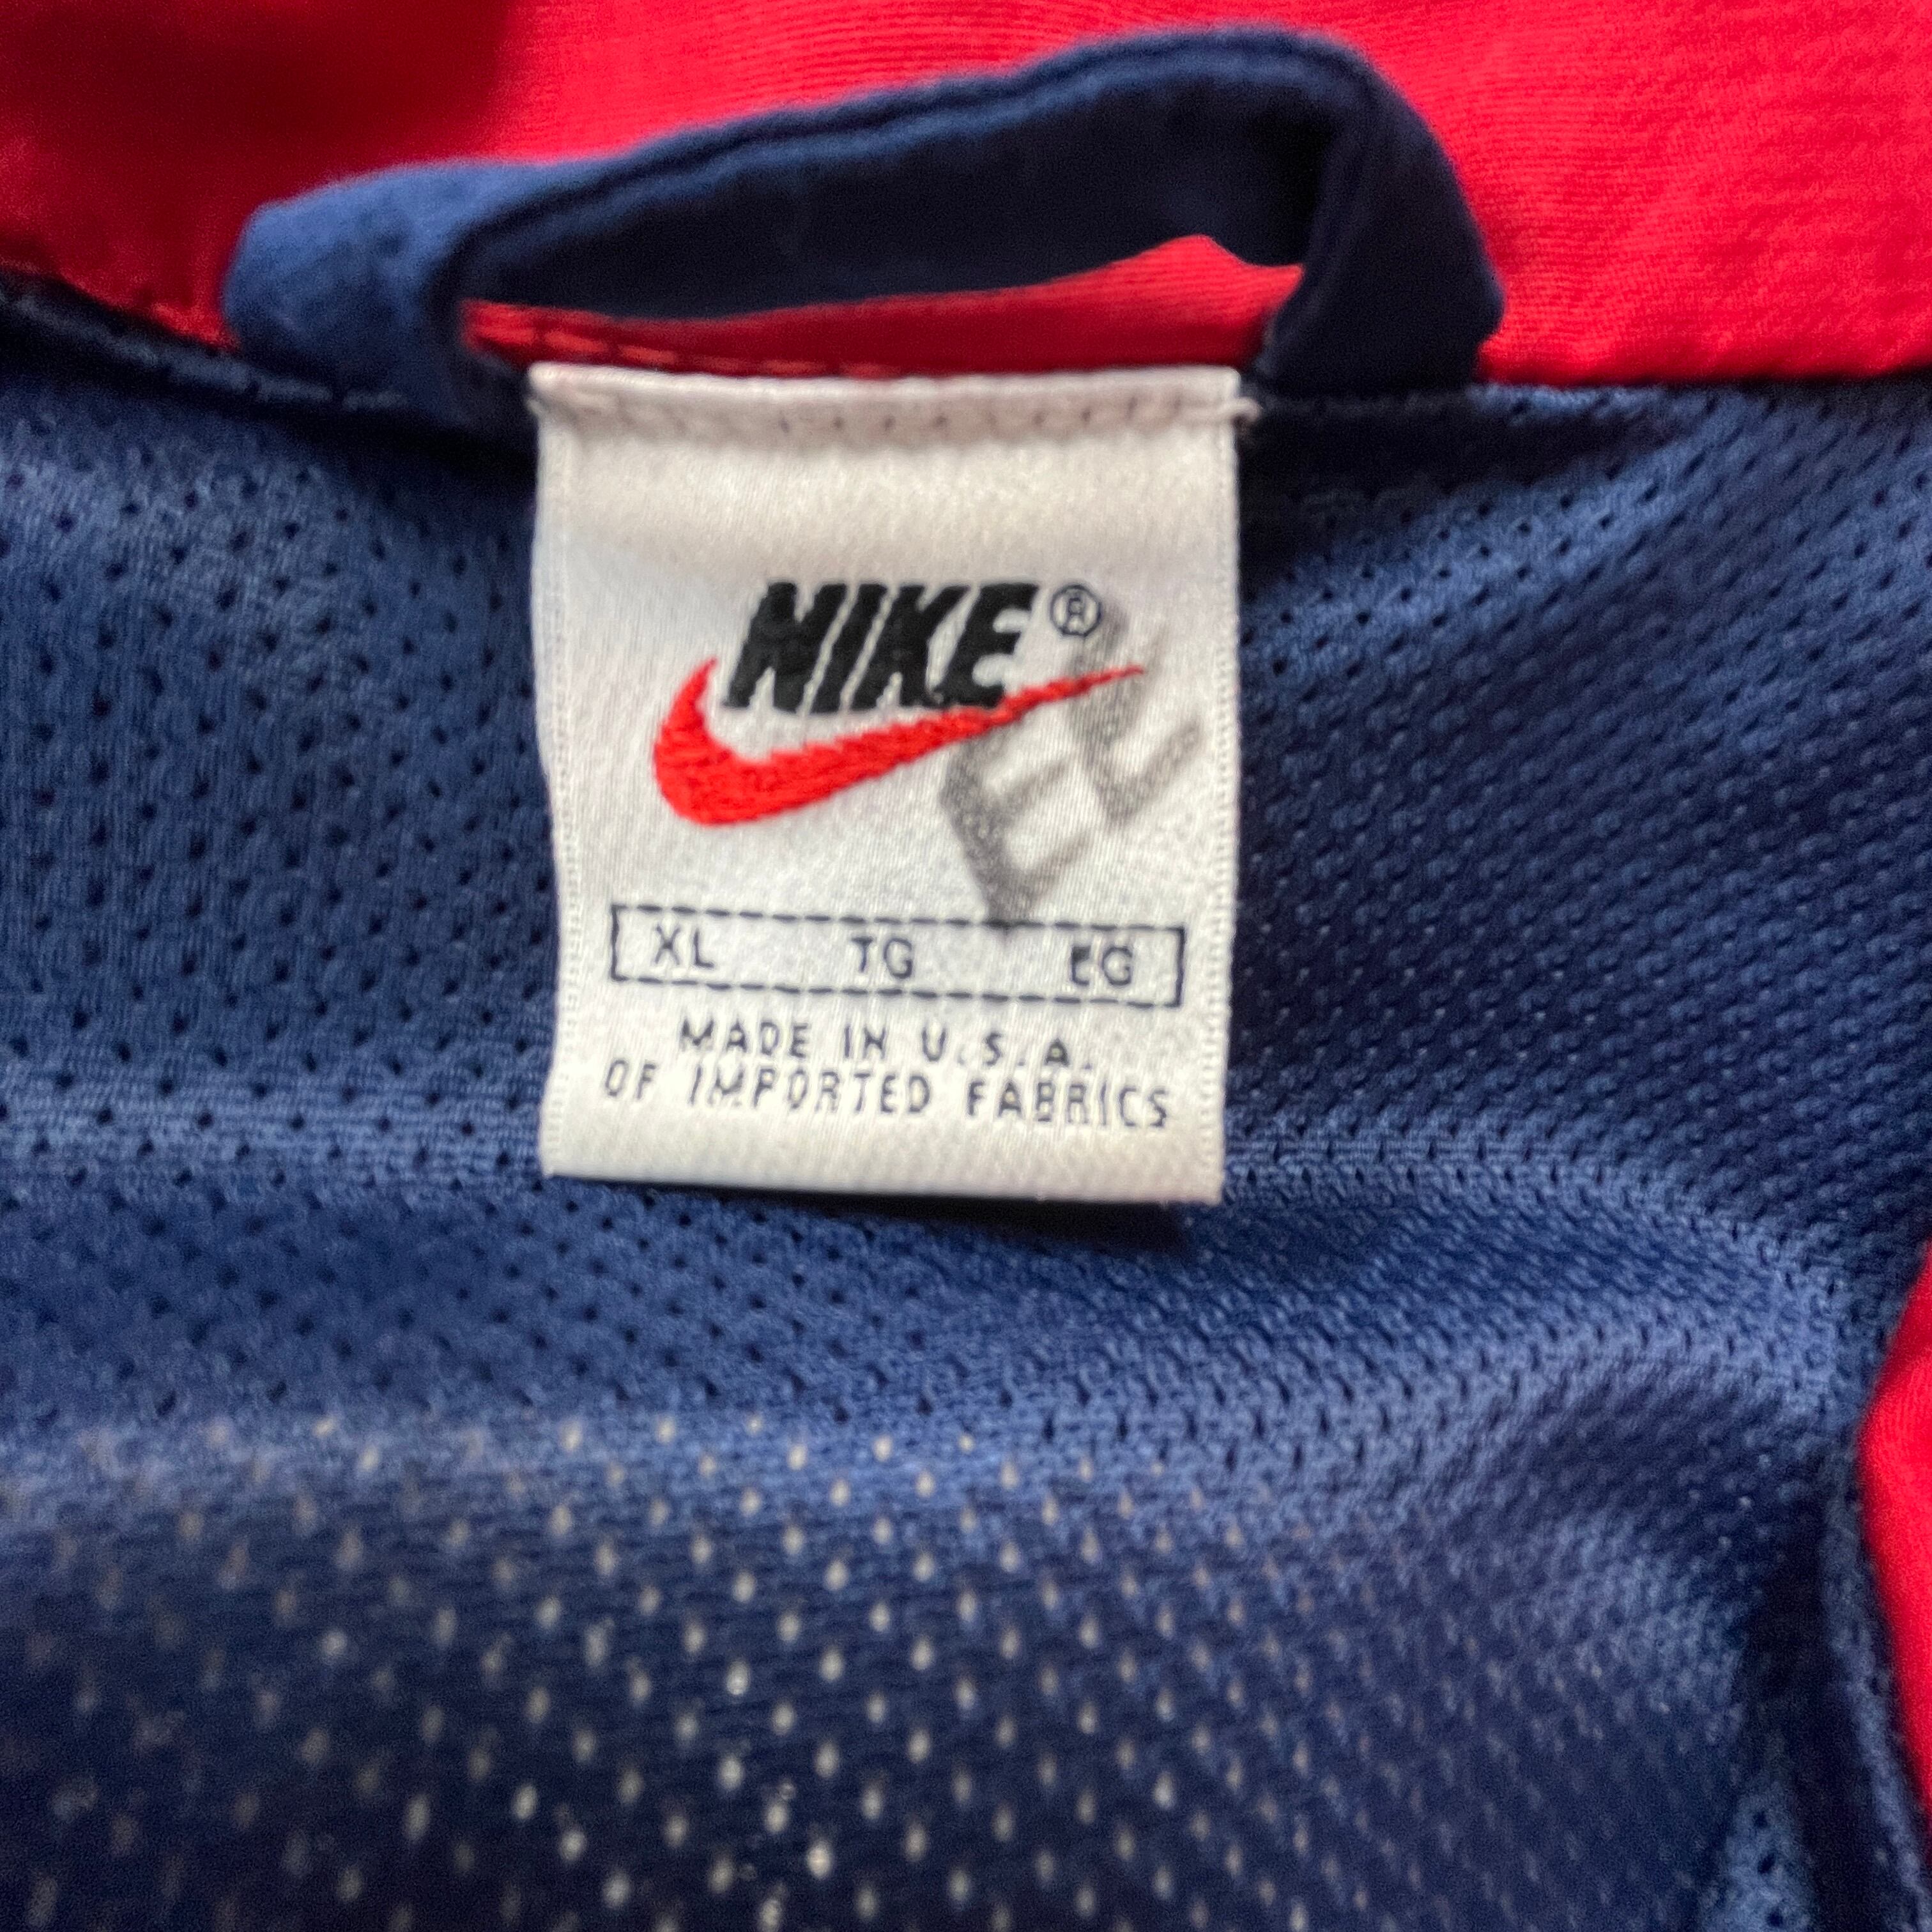 NIKE®
XL TG EG
MADE IN U.S.A.
OF IMPORTED FABRICS